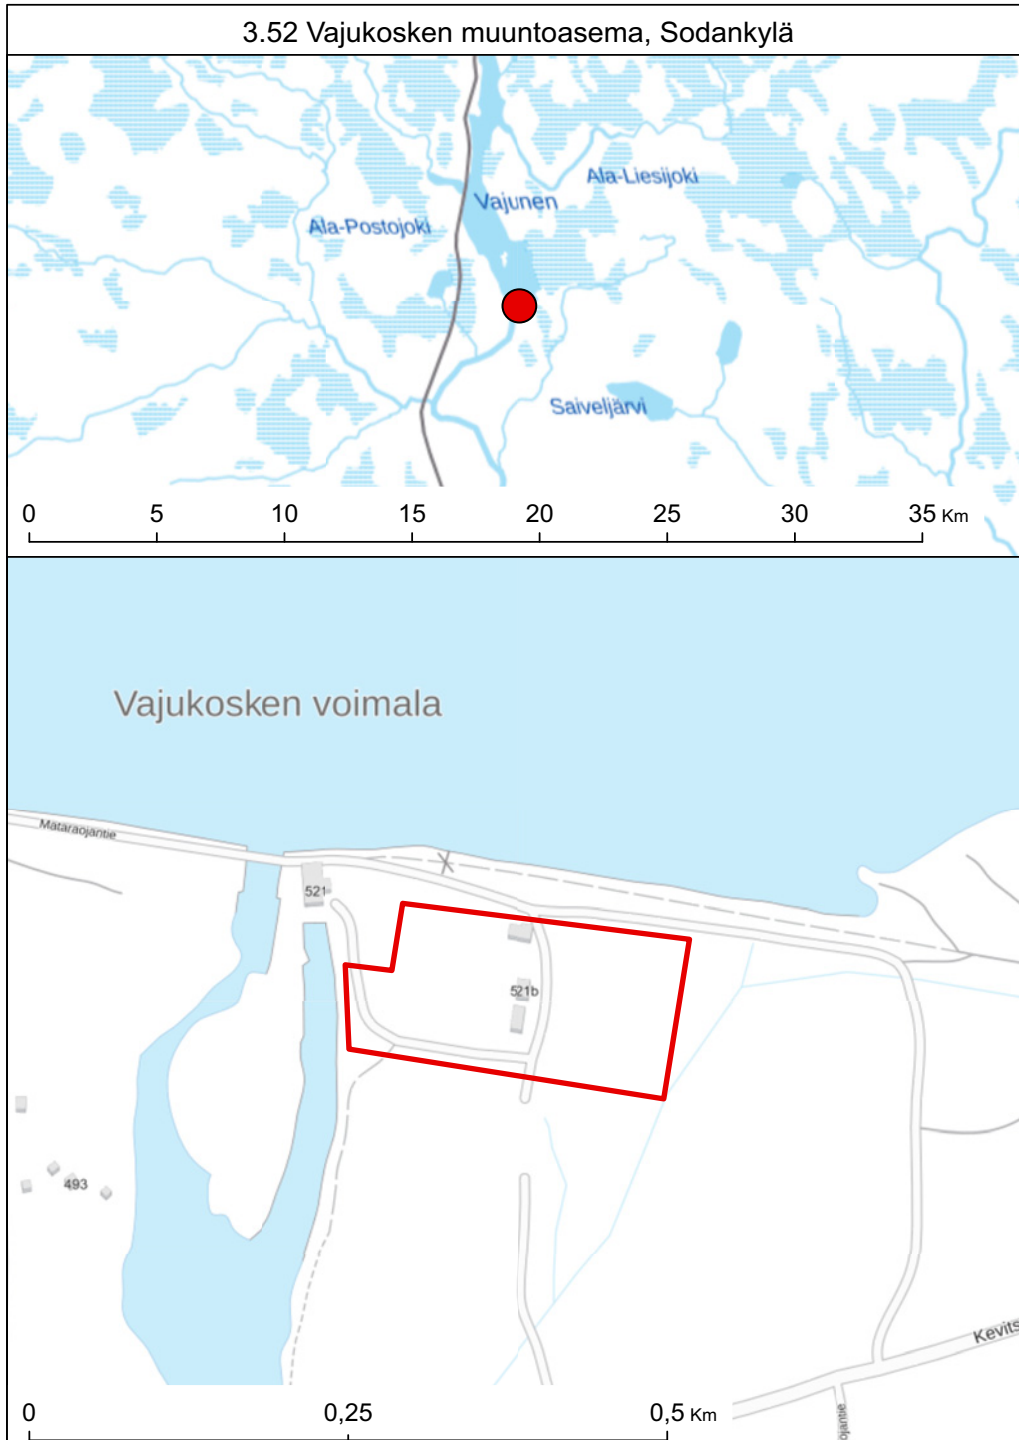 3.52 Vajukosken muuntoasema, Sodankylä
Ala-Liesijoki
Vajunen
Ala-Postojoki
Saiveljärvi
0 5 10 15 20 25 30 35 Km
Vajukosken voimala
Mataraojantie
521
521b
493
Kevits
ojantie
0 0,25 0,5 Km